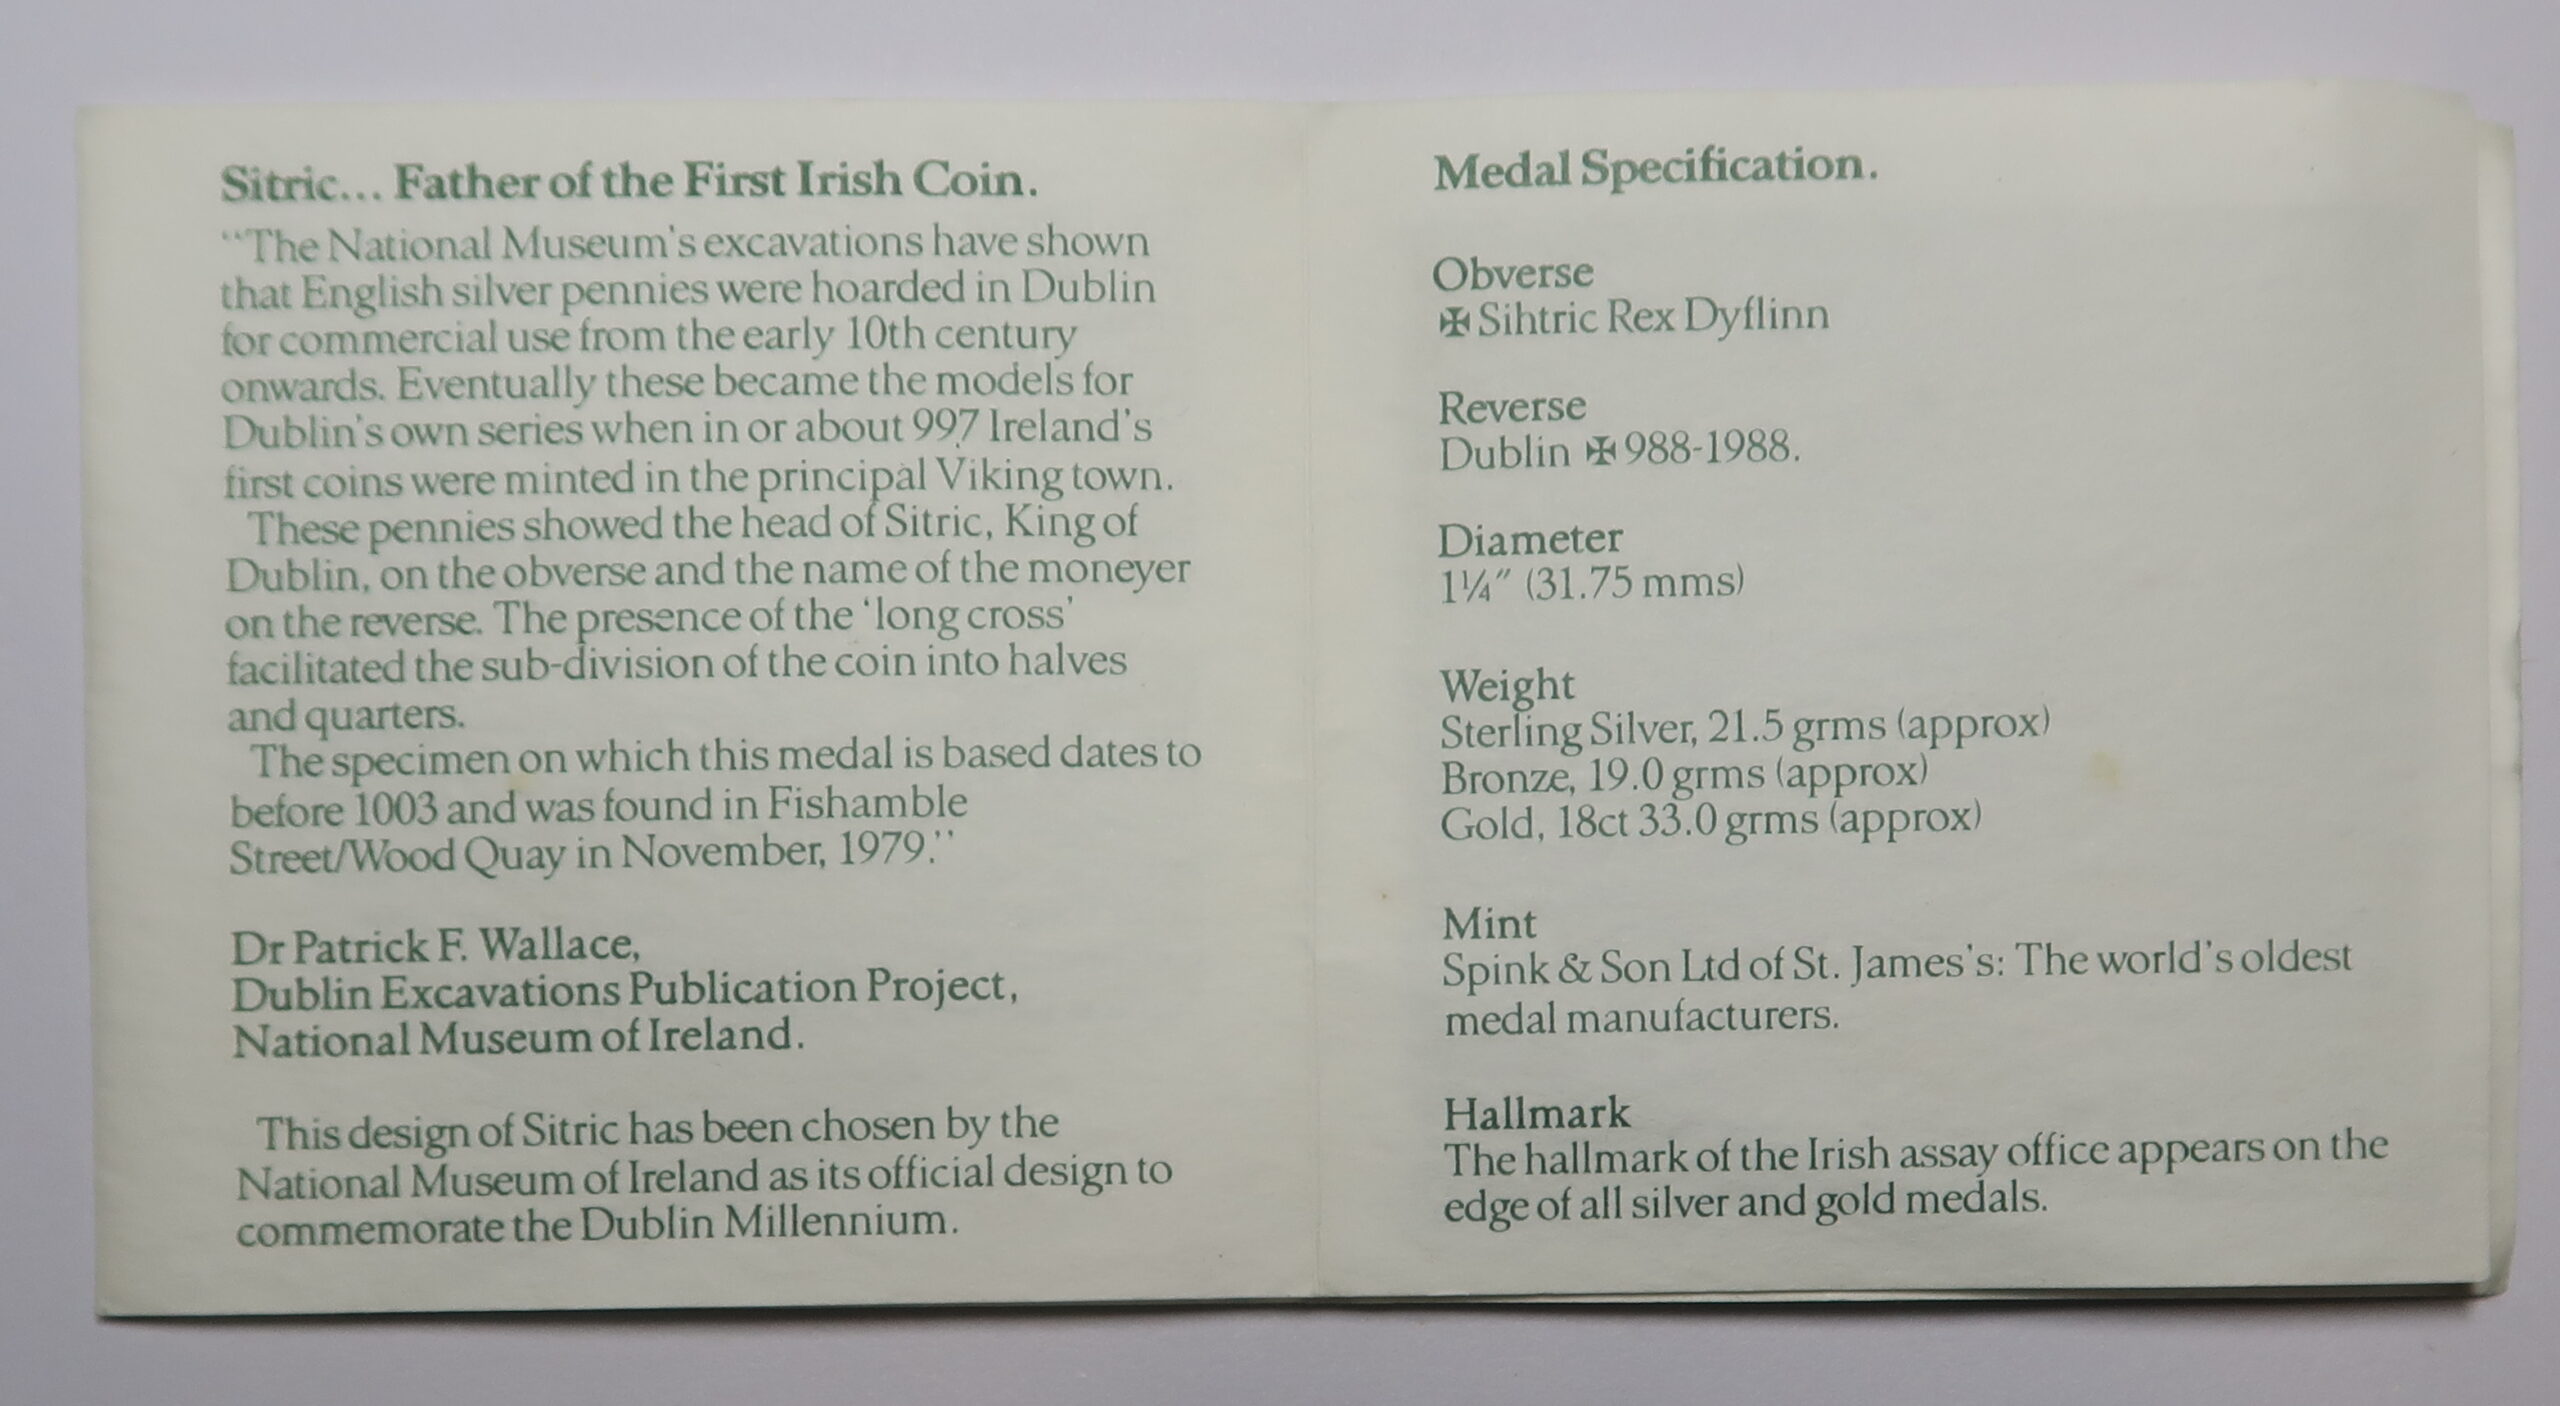 Sitric... Father of the First Irish Coin.
“The National Museum's excavations have shown
that English silver pennies were hoarded in Dublin
for commercial use from the early 10th century
onwards. Eventually these became the models for
Dublin's own series when in or about 997 Ireland's
first coins were minted in the principal Viking town.
These pennies showed the head of Sitric, King of
Dublin, on the obverse and the name of the moneyer
on the reverse. The presence of the ‘long cross’
facilitated the sub-division of the coin into halves
and quarters.
The specimen on which this medal is based dates to
before 1003 and was found in Fishamble
Street/Wood Quay in November, 1979.”
Dr Patrick F. Wallace,
Dublin Excavations Publication Project,
National Museum of Ireland.
This design of Sitric has been chosen by the
National Museum of Ireland as its official design to
commemorate the Dublin Millennium.
Medal Specification.
Obverse
✠ Sihtric Rex Dyflinn
Reverse
Dublin ✠ 988-1988.
Diameter
1¼″ (31.75 mms)
Weight
Sterling Silver, 21.5 grms (approx)
Bronze, 19.0 grms (approx)
Gold, 18ct 33.0 grms (approx)
Mint
Spink & Son Ltd of St. James's: The world's oldest
medal manufacturers.
Hallmark
The hallmark of the Irish assay office appears on the
edge of all silver and gold medals.